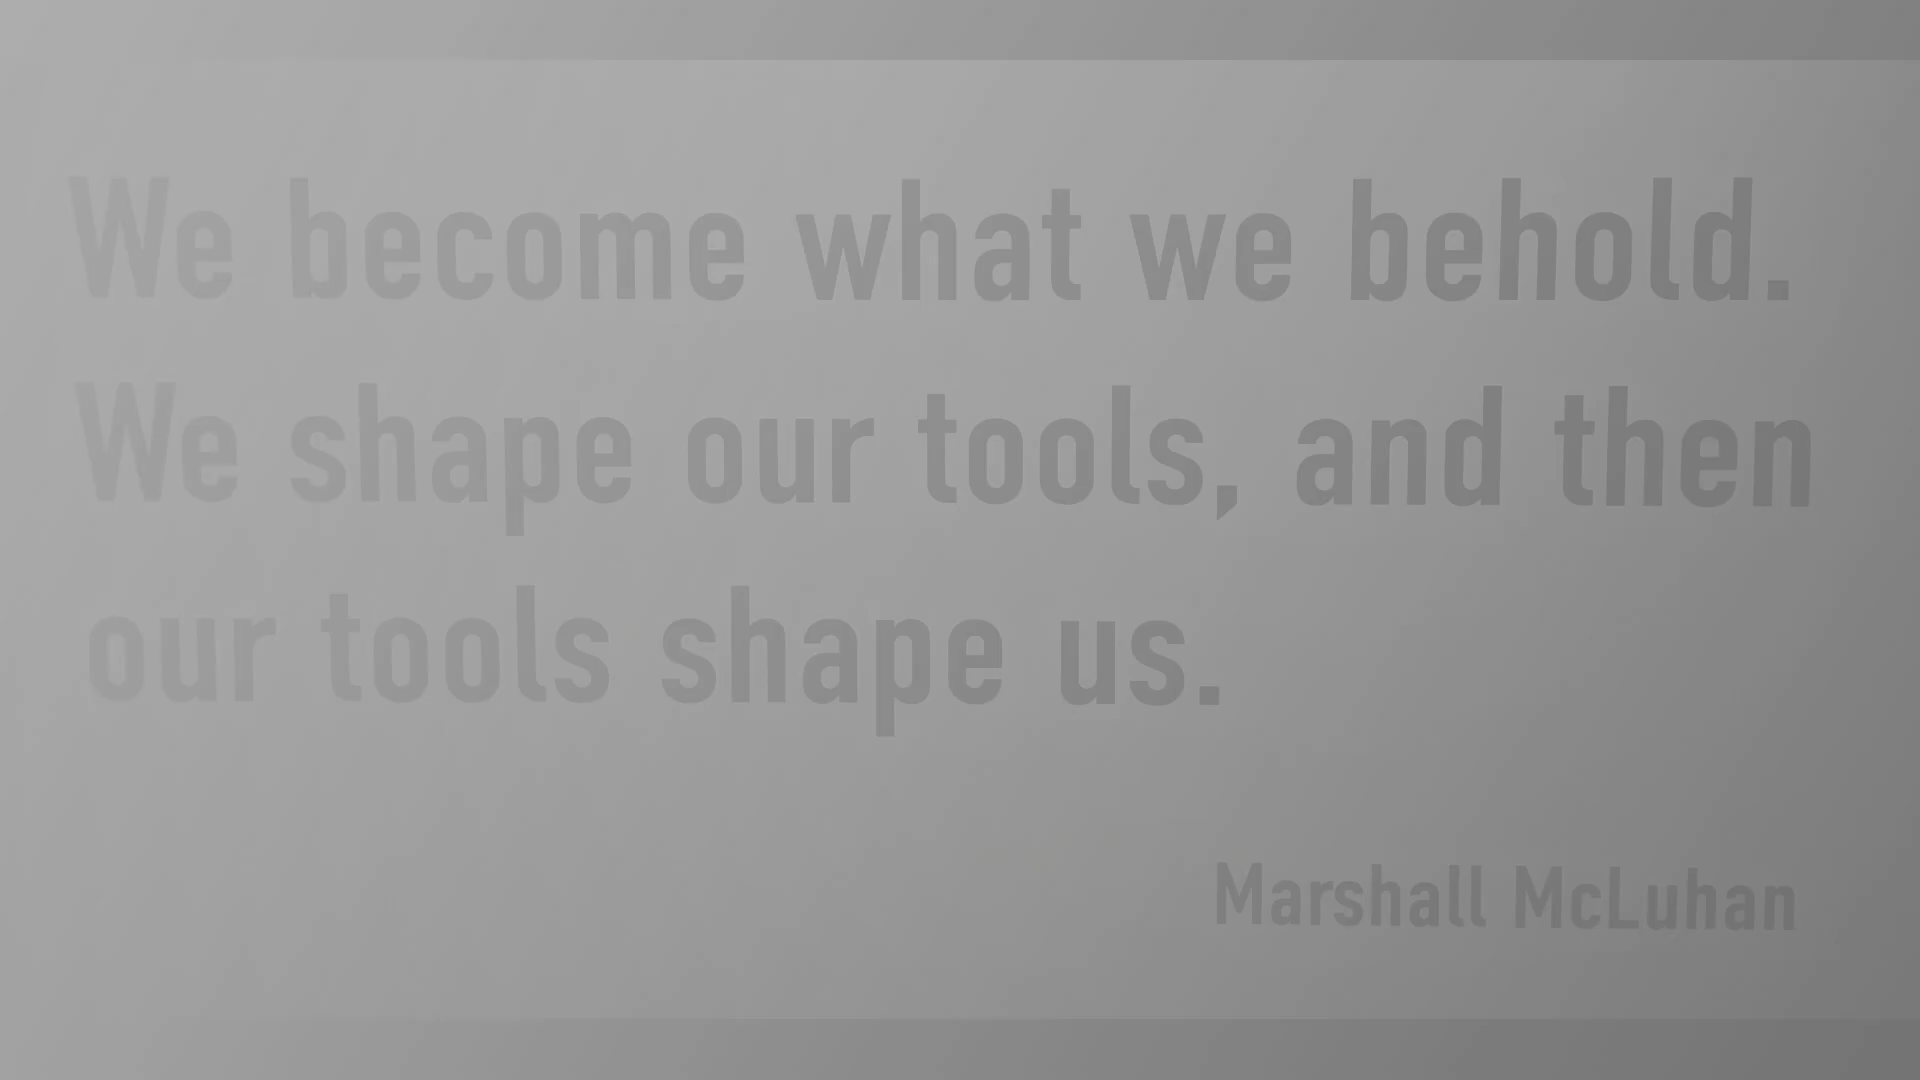 We become what we behold.
We shape our tools, and then
our tools shape us.
Marshall McLuhan